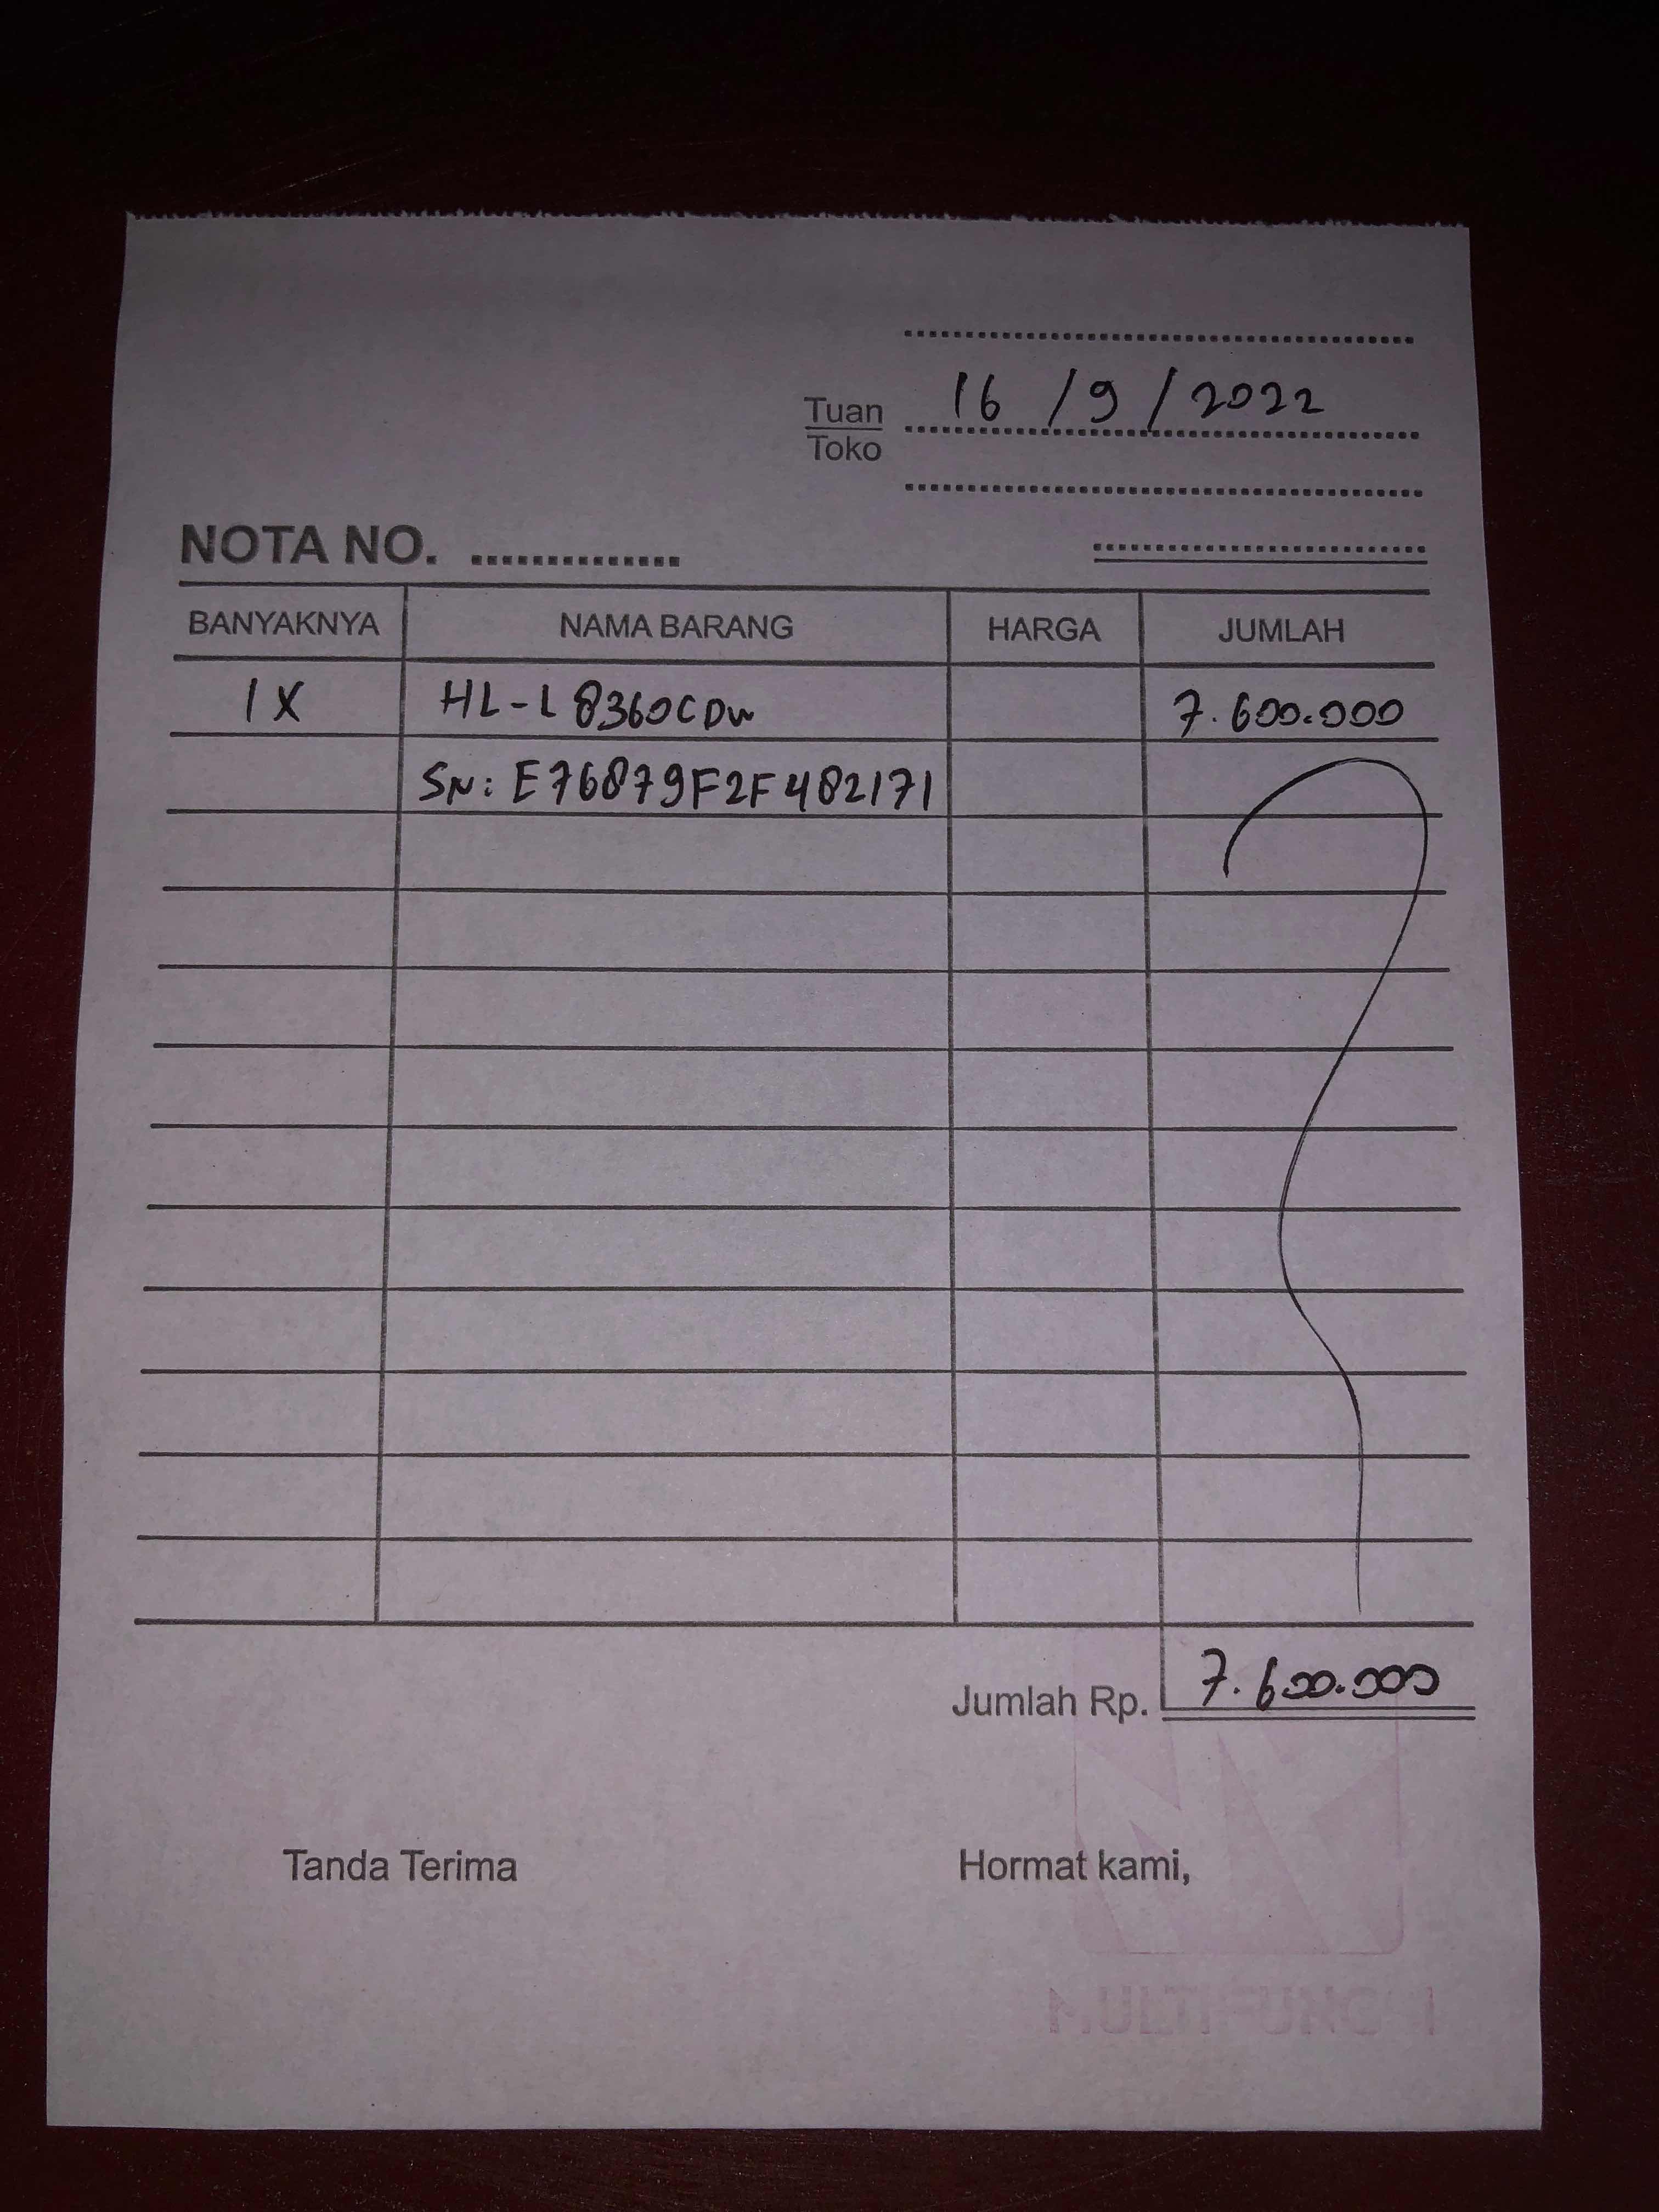 16 / 9 / 2022
Tuan
Toko
NOTA NO.
BANYAKNYA NAMA BARANG HARGA JUMLAH
1X HL-L8360CDW 7.600.000
SN: E76879F2F482171
Jumlah Rp. 7.600.000
Tanda Terima Hormat kami,